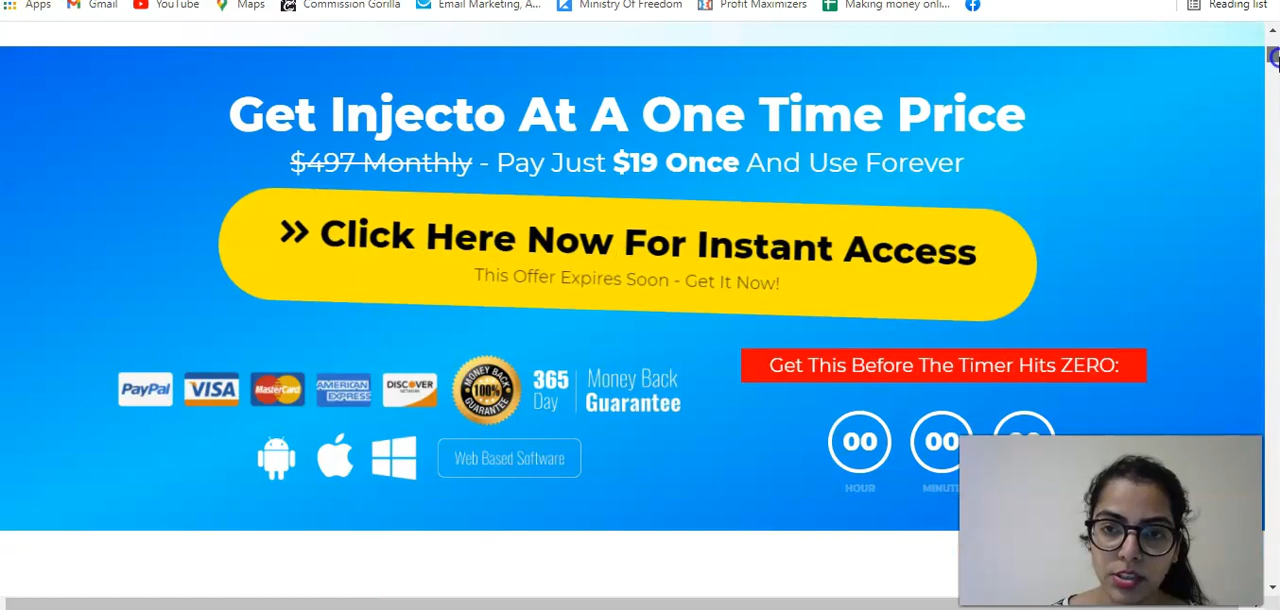 Apps Gmail YouTube Maps Commission Gorilla Email Marketing, A... Ministry Of Freedom Profit Maximizers Making money onli... Reading list
Get Injecto At A One Time Price
$497 Monthly - Pay Just $19 Once And Use Forever
>> Click Here Now For Instant Access
This Offer Expires Soon - Get It Now!
Get This Before The Timer Hits ZERO:
PayPal VISA MasterCard AMERICAN EXPRESS DISCOVER NETWORK
MONEY BACK 100% GUARANTEE
365 Day
Money Back Guarantee
Web Based Software
00 00
HOUR